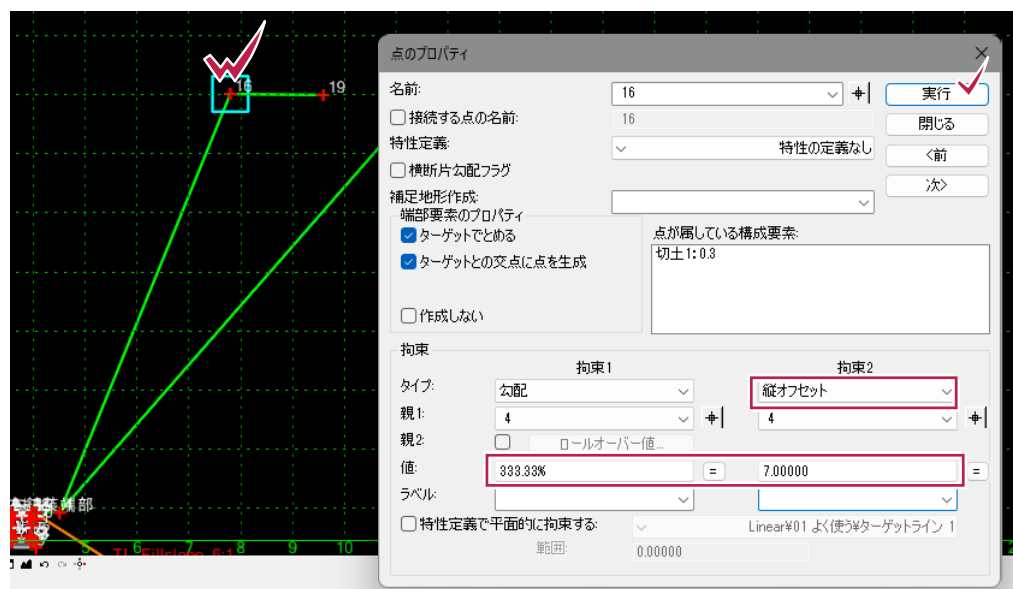 16
19
端部
TL Fillslope 6:1
5 6 7 8 9 10
点のプロパティ
名前: 16
実行
接続する点の名前: 16
閉じる
特性定義: 特性の定義なし
<前
横断片勾配フラグ
次>
補足地形作成:
端部要素のプロパティ
点が属している構成要素:
ターゲットでとめる
切土1:0.3
ターゲットとの交点に点を生成
作成しない
拘束
拘束1 拘束2
タイプ: 勾配 縦オフセット
親1: 4 4
親2: ロールオーバー値...
値: 333.33% = 7.00000 =
ラベル:
特性定義で平面的に拘束する: Linear¥01 よく使う¥ターゲットライン 1
範囲: 0.00000